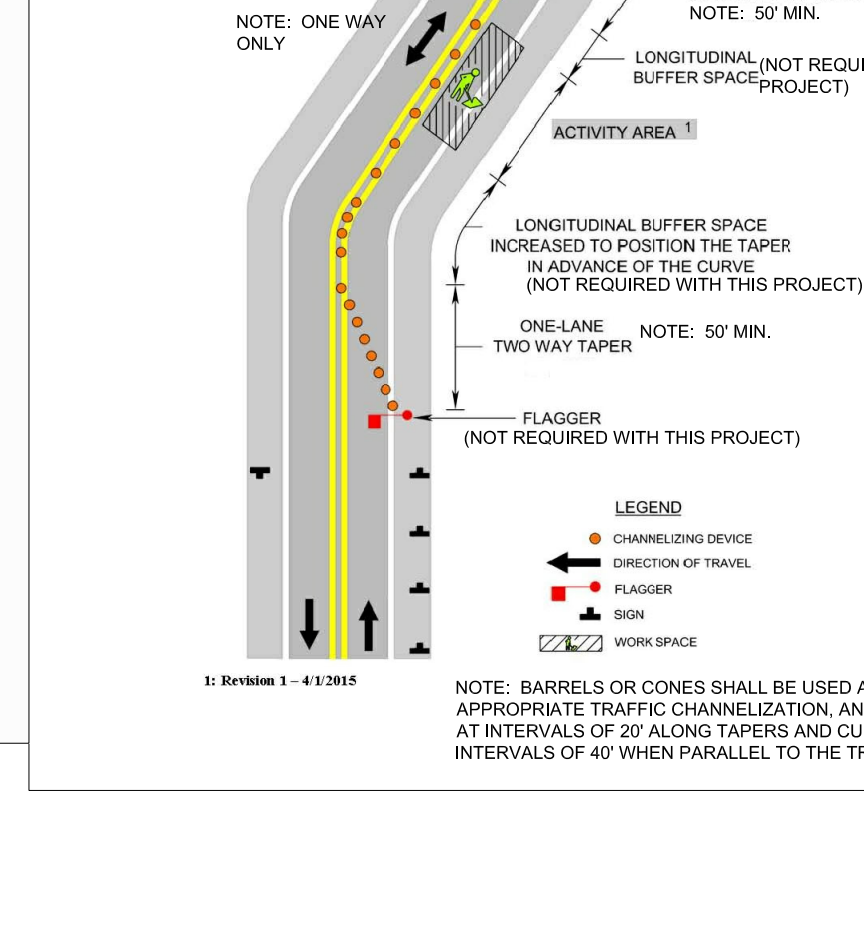 NOTE: ONE WAY
ONLY
NOTE: 50' MIN.
LONGITUDINAL
BUFFER SPACE
(NOT REQUI
PROJECT)
ACTIVITY AREA 1
LONGITUDINAL BUFFER SPACE
INCREASED TO POSITION THE TAPER
IN ADVANCE OF THE CURVE
(NOT REQUIRED WITH THIS PROJECT)
ONE-LANE
TWO WAY TAPER
NOTE: 50' MIN.
FLAGGER
(NOT REQUIRED WITH THIS PROJECT)
LEGEND
CHANNELIZING DEVICE
DIRECTION OF TRAVEL
FLAGGER
SIGN
WORK SPACE
1: Revision 1 – 4/1/2015
NOTE: BARRELS OR CONES SHALL BE USED A
APPROPRIATE TRAFFIC CHANNELIZATION, AN
AT INTERVALS OF 20' ALONG TAPERS AND CU
INTERVALS OF 40' WHEN PARALLEL TO THE TR